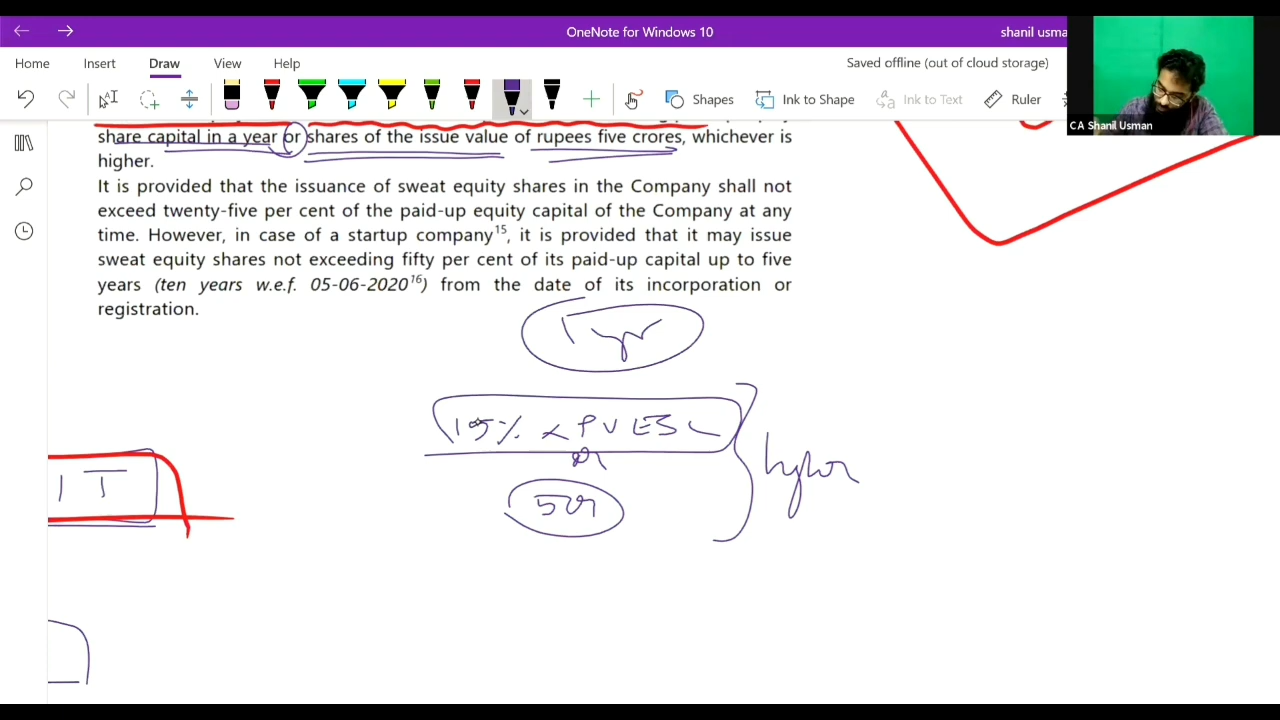 OneNote for Windows 10
shanil usma
Home Insert Draw View Help
Saved offline (out of cloud storage)
Shapes Ink to Shape Ink to Text Ruler
CA Shanil Usman
share capital in a year or shares of the issue value of rupees five crores, whichever is
higher.
It is provided that the issuance of sweat equity shares in the Company shall not
exceed twenty-five per cent of the paid-up equity capital of the Company at any
time. However, in case of a startup company15, it is provided that it may issue
sweat equity shares not exceeding fifty per cent of its paid-up capital up to five
years (ten years w.e.f. 05-06-202016) from the date of its incorporation or
registration.
1 yr
15% x PV ESC
or
5 cr
higher
I T